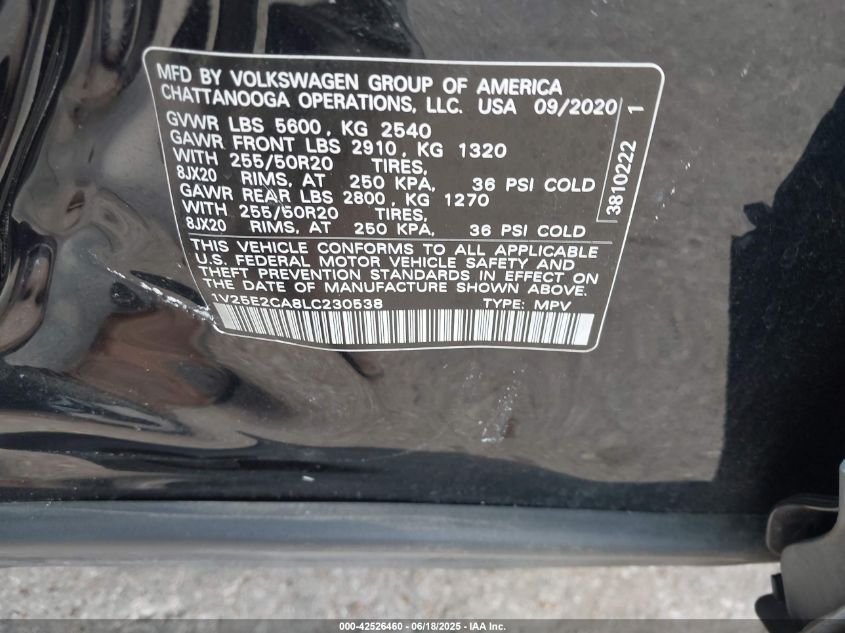 MFD BY VOLKSWAGEN GROUP OF AMERICA
CHATTANOOGA OPERATIONS, LLC. USA 09/2020
GVWR LBS 5600, KG 2540
GAWR FRONT LBS 2910, KG 1320
WITH 255/50R20 TIRES,
8JX20 RIMS, AT 250 KPA, 36 PSI COLD
GAWR REAR LBS 2800, KG 1270
WITH 255/50R20 TIRES,
8JX20 RIMS, AT 250 KPA, 36 PSI COLD
3810222 1
THIS VEHICLE CONFORMS TO ALL APPLICABLE
U.S. FEDERAL MOTOR VEHICLE SAFETY AND
THEFT PREVENTION STANDARDS IN EFFECT ON
THE DATE OF MANUFACTURE SHOWN ABOVE.
1V25E2CA8LC230538 TYPE: MPV
000-42526460 - 06/18/2025 - IAA Inc.